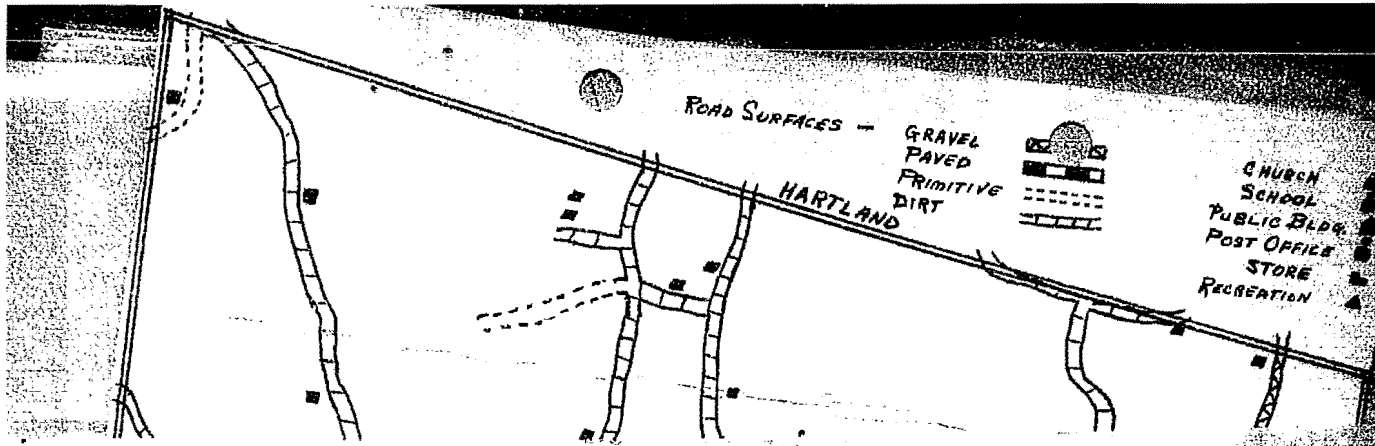 ROAD SURFACES - GRAVEL
PAVED
PRIMITIVE
DIRT
HARTLAND
CHURCH
SCHOOL
PUBLIC BLDG.
POST OFFICE
STORE
RECREATION